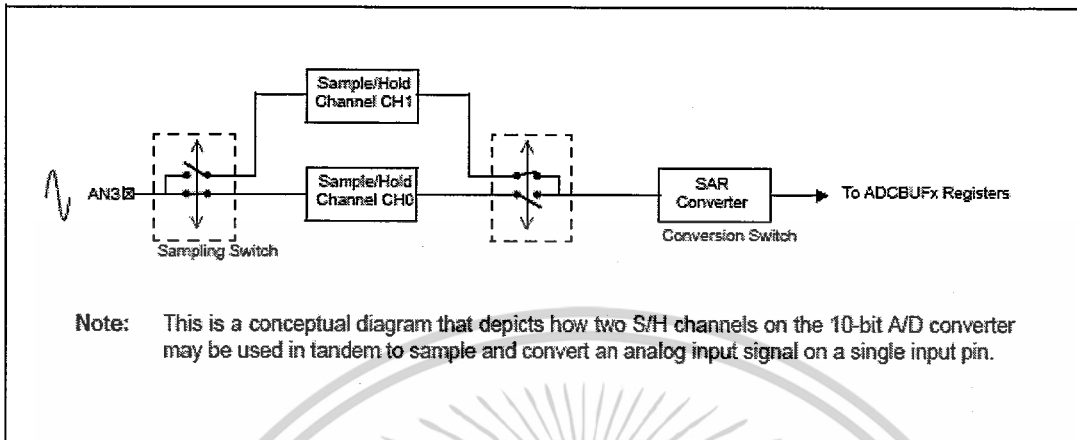 Sample/Hold
Channel CH1
AN3
Sample/Hold
Channel CH0
SAR
Converter
To ADCBUFx Registers
Sampling Switch
Conversion Switch
Note: This is a conceptual diagram that depicts how two S/H channels on the 10-bit A/D converter
may be used in tandem to sample and convert an analog input signal on a single input pin.